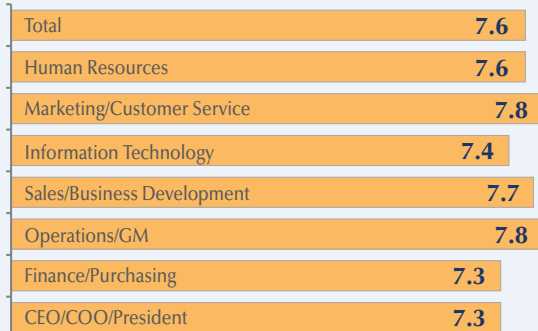 Total 7.6
Human Resources 7.6
Marketing/Customer Service 7.8
Information Technology 7.4
Sales/Business Development 7.7
Operations/GM 7.8
Finance/Purchasing 7.3
CEO/COO/President 7.3